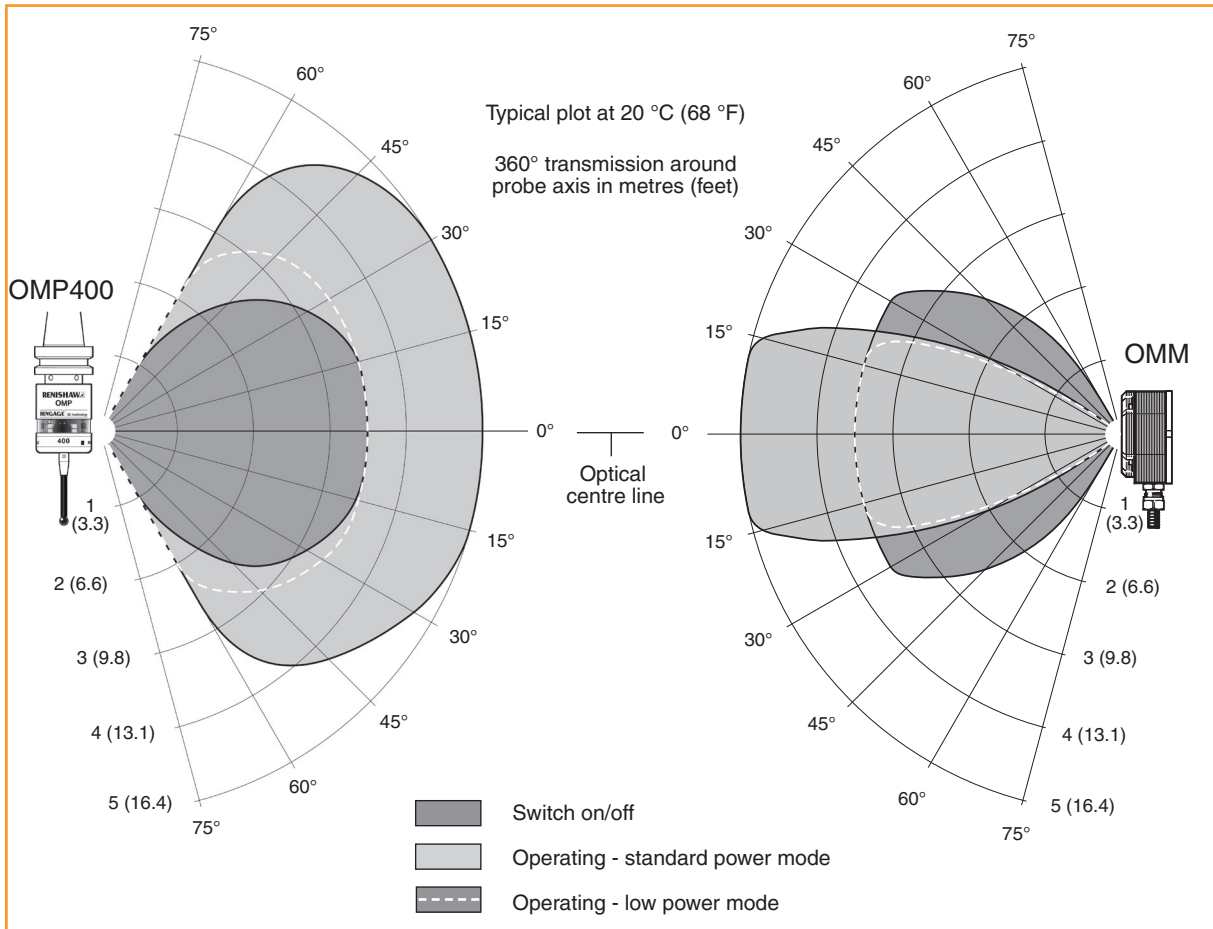 75°
60°
45°
30°
15°
0°
15°
30°
45°
60°
75°
Typical plot at 20 °C (68 °F)
360° transmission around
probe axis in metres (feet)
OMP400
RENISHAW
OMP
RENGAGE
400
1
(3.3)
2 (6.6)
3 (9.8)
4 (13.1)
5 (16.4)
Optical
centre line
75°
60°
45°
30°
15°
0°
15°
30°
45°
60°
75°
OMM
1
(3.3)
2 (6.6)
3 (9.8)
4 (13.1)
5 (16.4)
Switch on/off
Operating - standard power mode
Operating - low power mode